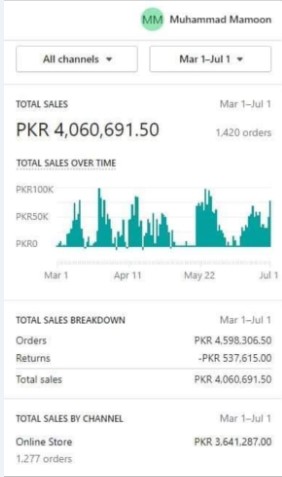 MM Muhammad Mamoon
All channels ▼ Mar 1–Jul 1 ▼
TOTAL SALES Mar 1–Jul 1
PKR 4,060,691.50 1,420 orders
TOTAL SALES OVER TIME
PKR100K
PKR50K
PKR0
Mar 1 Apr 11 May 22 Jul 1
TOTAL SALES BREAKDOWN Mar 1–Jul 1
Orders PKR 4,598,306.50
Returns -PKR 537,615.00
Total sales PKR 4,060,691.50
TOTAL SALES BY CHANNEL Mar 1–Jul 1
Online Store PKR 3,641,287.00
1,277 orders